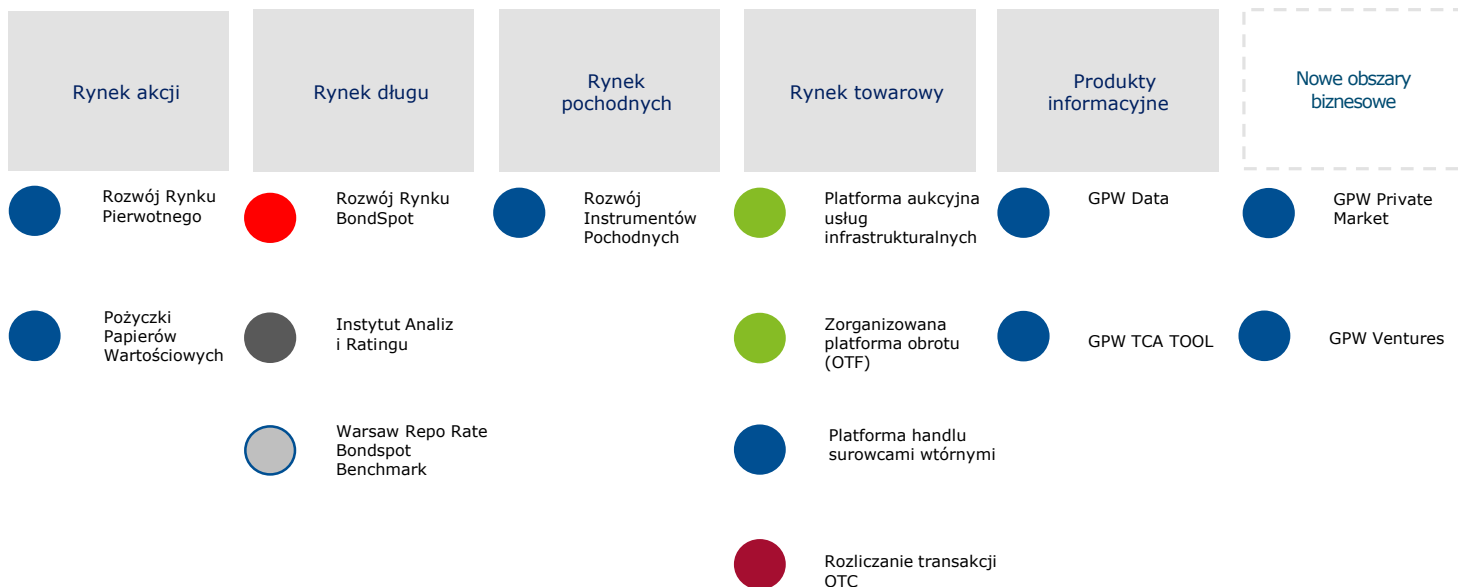 Rynek akcji
Rynek długu
Rynek
pochodnych
Rynek towarowy
Produkty
informacyjne
Nowe obszary
biznesowe
Rozwój Rynku
Pierwotnego
Pożyczki
Papierów
Wartościowych
Rozwój Rynku
BondSpot
Instytut Analiz
i Ratingu
Warsaw Repo Rate
Bondspot
Benchmark
Rozwój
Instrumentów
Pochodnych
Platforma aukcyjna
usług
infrastrukturalnych
Zorganizowana
platforma obrotu
(OTF)
Platforma handlu
surowcami wtórnymi
Rozliczanie transakcji
OTC
GPW Data
GPW TCA TOOL
GPW Private
Market
GPW Ventures